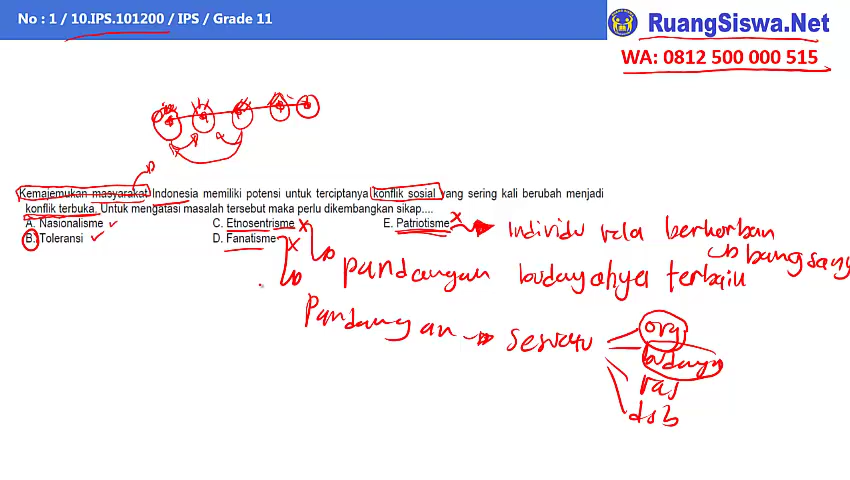 No : 1 / 10.IPS.101200 / IPS / Grade 11
RuangSiswa.Net
WA: 0812 500 000 515
Kemajemukan masyarakat Indonesia memiliki potensi untuk terciptanya konflik sosial yang sering kali berubah menjadi
konflik terbuka. Untuk mengatasi masalah tersebut maka perlu dikembangkan sikap....
A. Nasionalisme C. Etnosentrisme E. Patriotisme
B. Toleransi D. Fanatisme
individu rela berkorban
bangsanya
pandangan budayanya terbaik
Pandangan sesuatu
org
budaya
ras
dsb